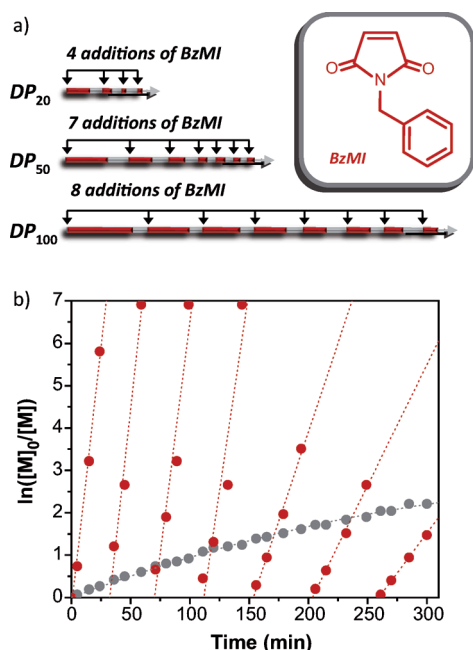 a)
4 additions of BzMI
DP20
7 additions of BzMI
DP50
8 additions of BzMI
DP100
O
N
O
BzMI
b)
ln([M]0/[M])
7
6
5
4
3
2
1
0
0 50 100 150 200 250 300
Time (min)